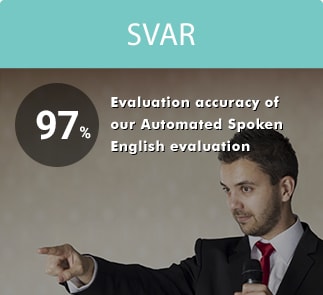 SVAR
97%
Evaluation accuracy of
our Automated Spoken
English evaluation